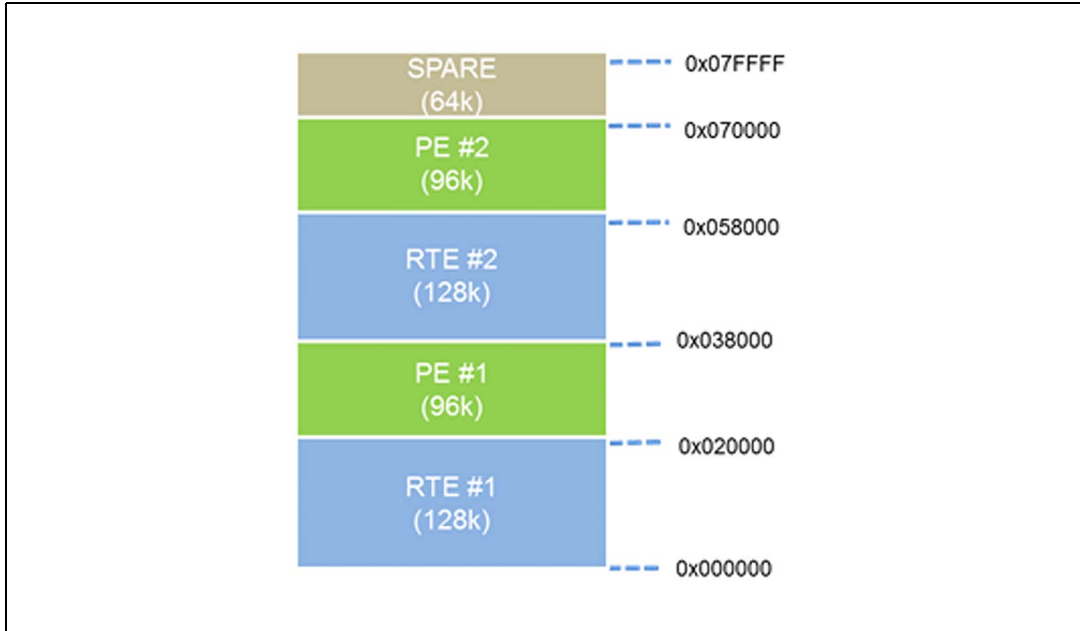 SPARE
(64k)
0x07FFFF
0x070000
PE #2
(96k)
0x058000
RTE #2
(128k)
0x038000
PE #1
(96k)
0x020000
RTE #1
(128k)
0x000000